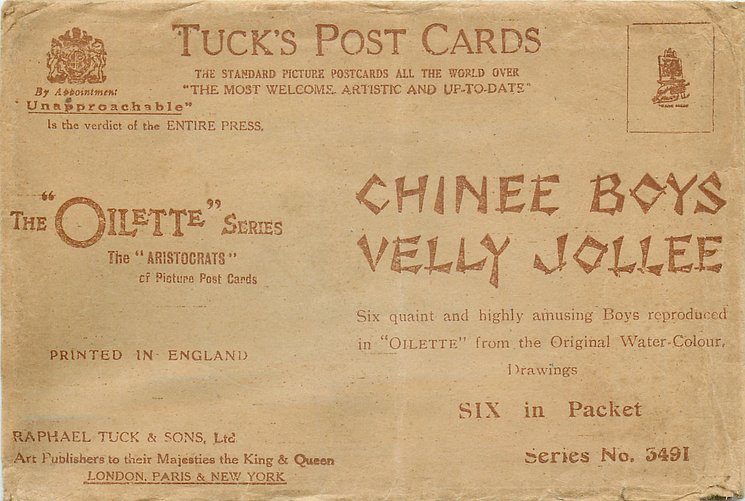 TUCK'S POST CARDS
THE STANDARD PICTURE POSTCARDS ALL THE WORLD OVER
"THE MOST WELCOME, ARTISTIC AND UP-TO-DATE"
By Appointment
"Unapproachable"
Is the verdict of the ENTIRE PRESS.
THE "OILETTE" SERIES
The "ARISTOCRATS"
of Picture Post Cards
PRINTED IN ENGLAND
RAPHAEL TUCK & SONS, Ltd
Art Publishers to their Majesties the King & Queen
LONDON, PARIS & NEW YORK
CHINEE BOYS
VELLY JOLLEE
Six quaint and highly amusing Boys reproduced
in "OILETTE" from the Original Water-Colour,
Drawings
SIX in Packet
Series No. 3491